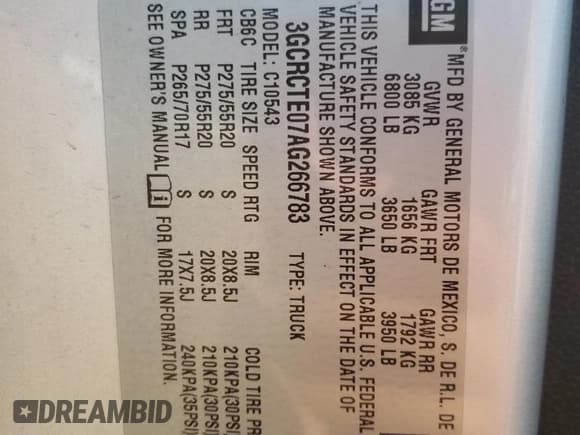 GM
®MFD BY GENERAL MOTORS DE MEXICO, S. DE R.L. DE
GVWR GAWR FRT GAWR RR
3085 KG 1656 KG 1792 KG
6800 LB 3650 LB 3950 LB
THIS VEHICLE CONFORMS TO ALL APPLICABLE U.S. FEDERAL
VEHICLE SAFETY STANDARDS IN EFFECT ON THE DATE OF
MANUFACTURE SHOWN ABOVE.
3GCRCTE07AG266783 TYPE: TRUCK
MODEL: C10543
CB6C TIRE SIZE SPEED RTG RIM COLD TIRE PR
FRT P275/55R20 S 20X8.5J 210KPA(30PSI)
RR P275/55R20 S 20X8.5J 210KPA(30PSI)
SPA P265/70R17 S 17X7.5J 240KPA(35PSI)
SEE OWNER'S MANUAL i FOR MORE INFORMATION.
DREAMBID